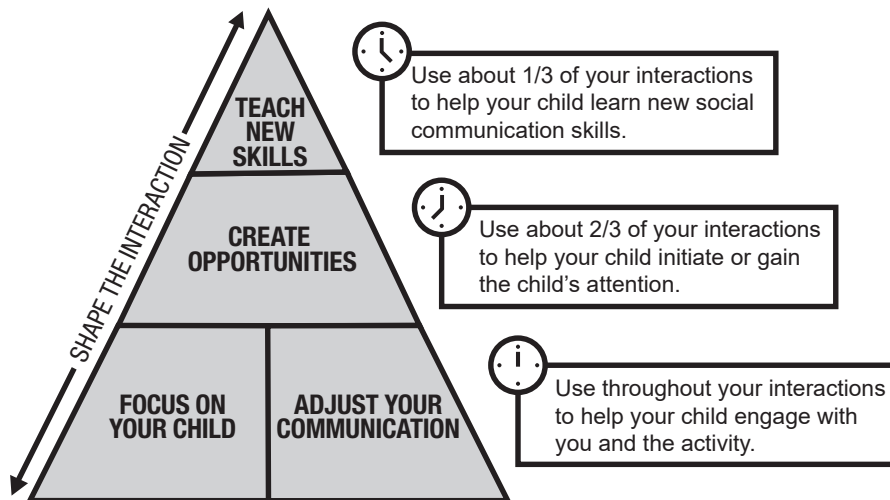 TEACH
NEW
SKILLS
Use about 1/3 of your interactions
to help your child learn new social
communication skills.
SHAPE THE INTERACTION
CREATE
OPPORTUNITIES
Use about 2/3 of your interactions
to help your child initiate or gain
the child’s attention.
FOCUS ON
YOUR CHILD
ADJUST YOUR
COMMUNICATION
Use throughout your interactions
to help your child engage with
you and the activity.